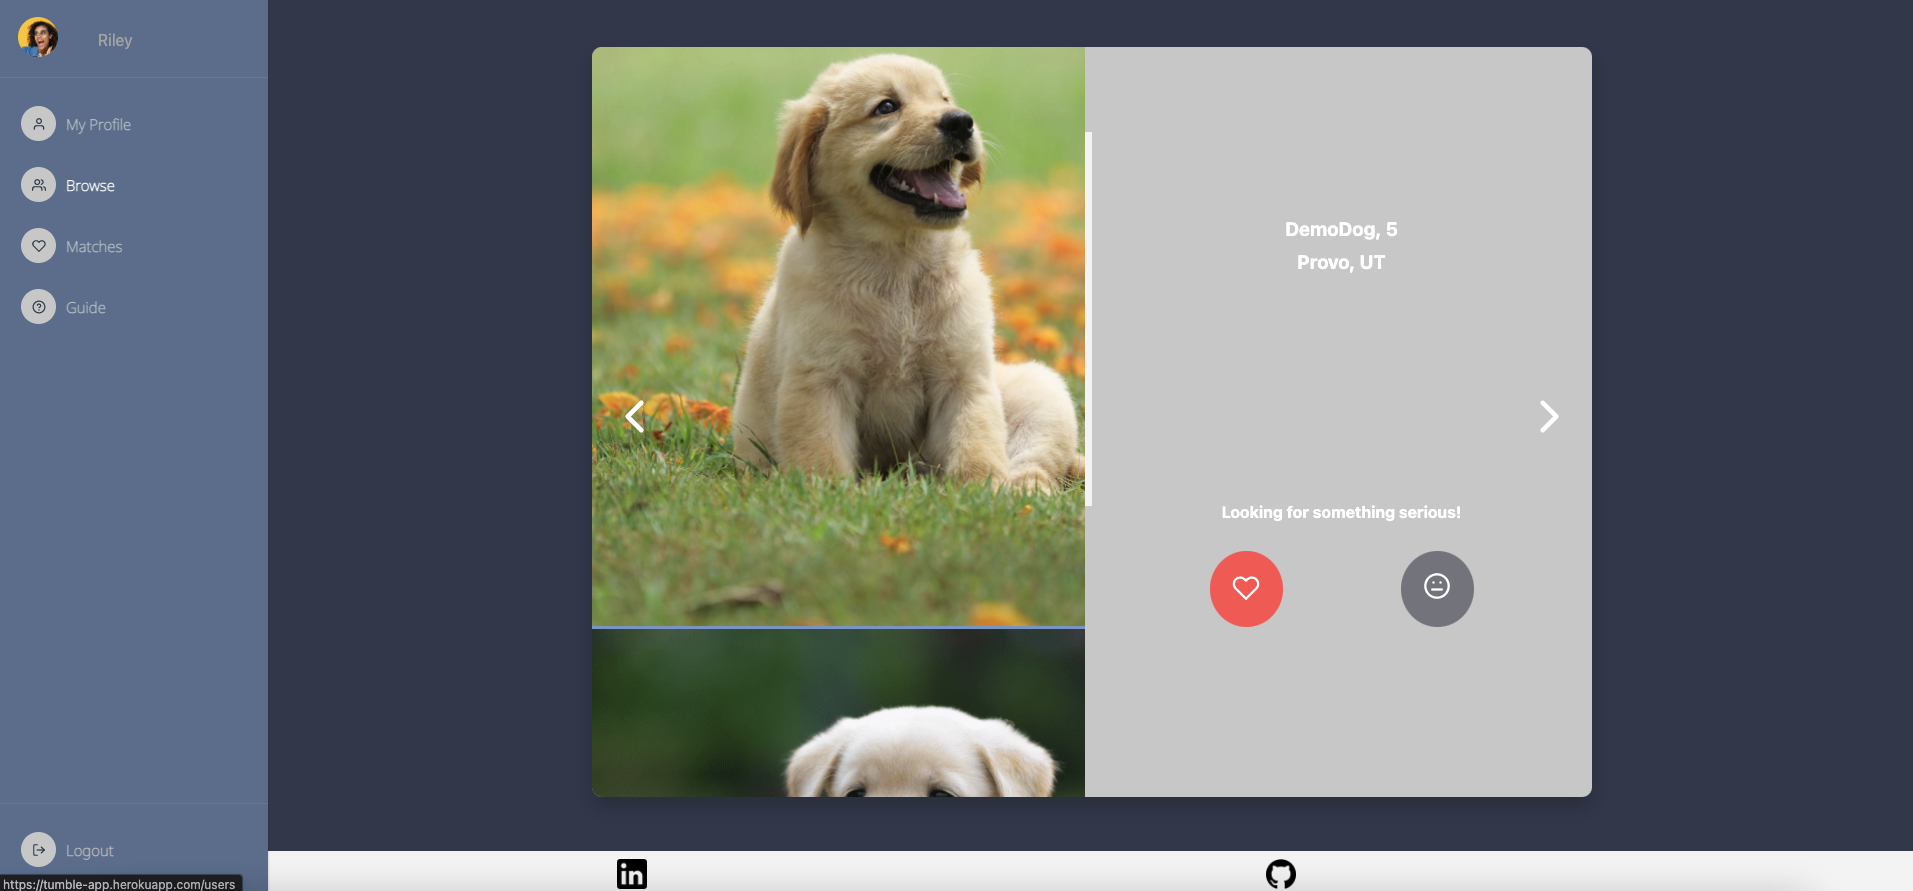 Riley
My Profile
Browse
Matches
Guide
DemoDog, 5
Provo, UT
Looking for something serious!
Logout
https://tumble-app.herokuapp.com/users
in